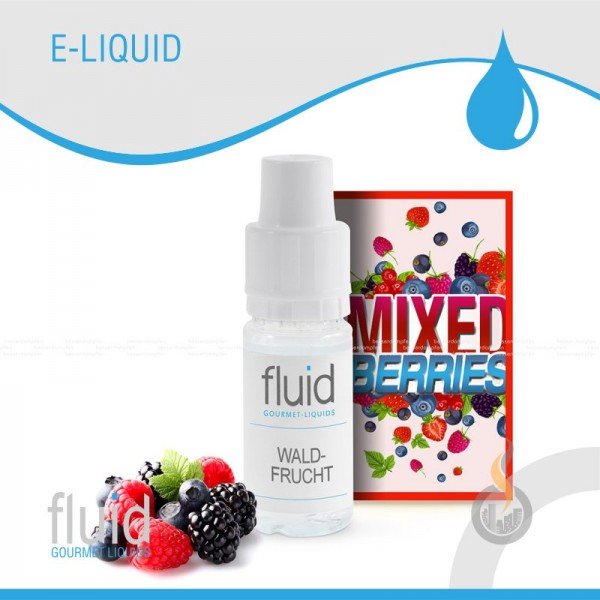 E-LIQUID
MIXED
BERRIES
fluid
GOURMET-LIQUIDS
WALD-
FRUCHT
fluid
GOURMET LIQUIDS